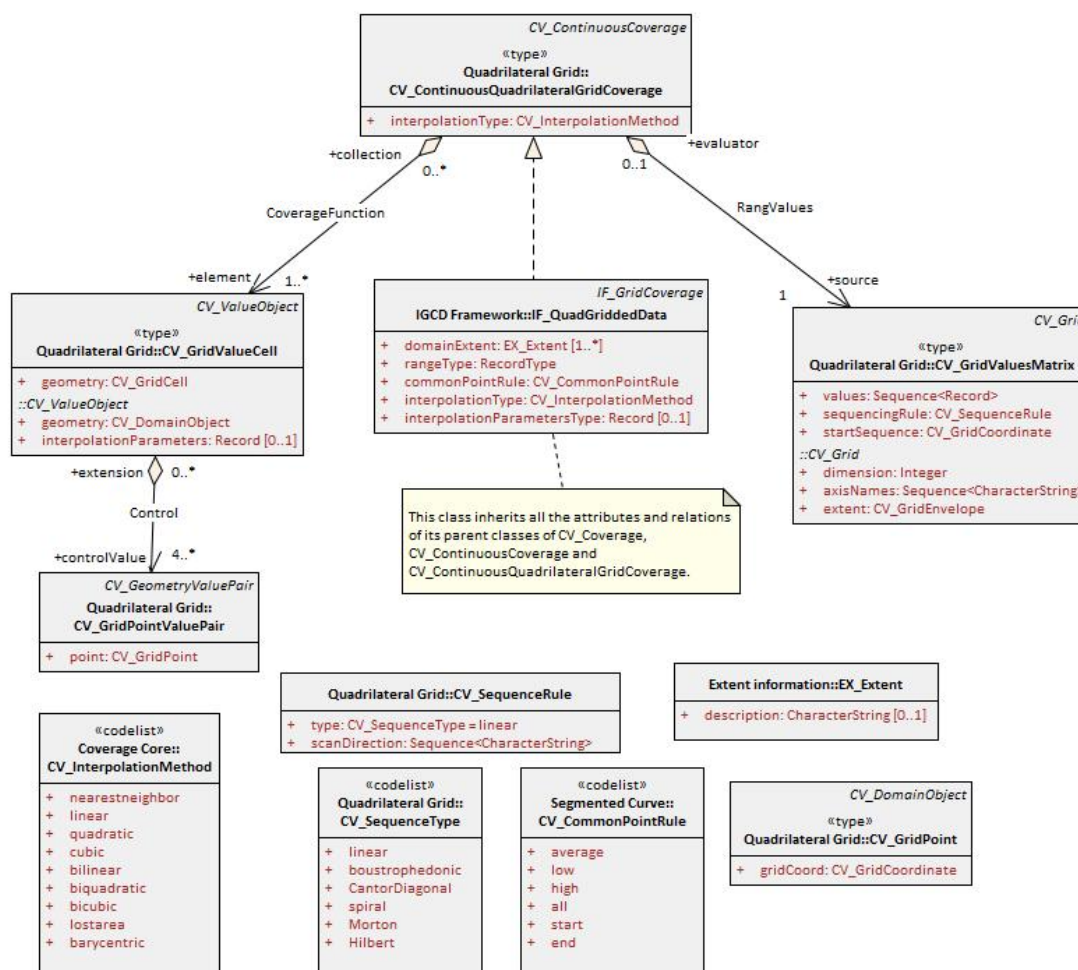 CV_ContinuousCoverage
«type»
Quadrilateral Grid::
CV_ContinuousQuadrilateralGridCoverage
+ interpolationType: CV_InterpolationMethod
+collection
0..*
0..1
+evaluator
CoverageFunction
RangValues
+element
1..*
+source
1
CV_ValueObject
«type»
Quadrilateral Grid::CV_GridValueCell
+ geometry: CV_GridCell
::CV_ValueObject
+ geometry: CV_DomainObject
+ interpolationParameters: Record [0..1]
IF_GridCoverage
IGCD Framework::IF_QuadGriddedData
+ domainExtent: EX_Extent [1..*]
+ rangeType: RecordType
+ commonPointRule: CV_CommonPointRule
+ interpolationType: CV_InterpolationMethod
+ interpolationParametersType: Record [0..1]
CV_Grid
«type»
Quadrilateral Grid::CV_GridValuesMatrix
+ values: Sequence<Record>
+ sequencingRule: CV_SequenceRule
+ startSequence: CV_GridCoordinate
::CV_Grid
+ dimension: Integer
+ axisNames: Sequence<CharacterString>
+ extent: CV_GridEnvelope
+extension
0..*
Control
+controlValue
4..*
This class inherits all the attributes and relations
of its parent classes of CV_Coverage,
CV_ContinuousCoverage and
CV_ContinuousQuadrilateralGridCoverage.
CV_GeometryValuePair
Quadrilateral Grid::
CV_GridPointValuePair
+ point: CV_GridPoint
Quadrilateral Grid::CV_SequenceRule
+ type: CV_SequenceType = linear
+ scanDirection: Sequence<CharacterString>
Extent information::EX_Extent
+ description: CharacterString [0..1]
«codelist»
Coverage Core::
CV_InterpolationMethod
+ nearestneighbor
+ linear
+ quadratic
+ cubic
+ bilinear
+ biquadratic
+ bicubic
+ lostarea
+ barycentric
«codelist»
Quadrilateral Grid::
CV_SequenceType
+ linear
+ boustrophedonic
+ CantorDiagonal
+ spiral
+ Morton
+ Hilbert
«codelist»
Segmented Curve::
CV_CommonPointRule
+ average
+ low
+ high
+ all
+ start
+ end
CV_DomainObject
«type»
Quadrilateral Grid::CV_GridPoint
+ gridCoord: CV_GridCoordinate